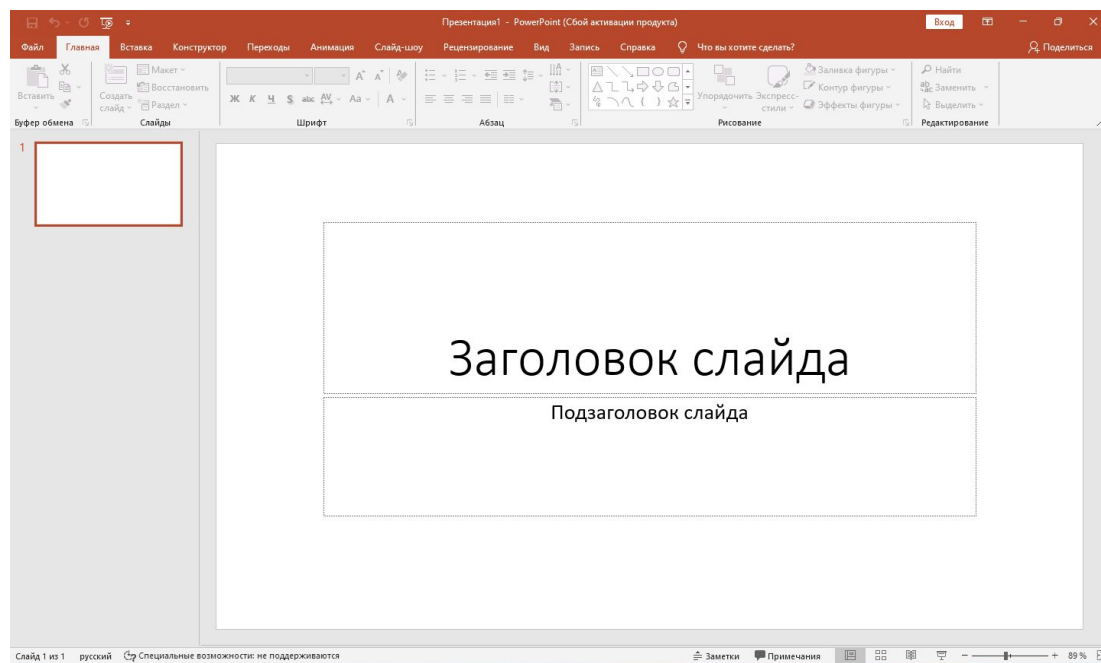 Презентация1 - PowerPoint (Сбой активации продукта)
Вход
Файл Главная Вставка Конструктор Переходы Анимация Слайд-шоу Рецензирование Вид Запись Справка Что вы хотите сделать? Поделиться
Вставить
Создать слайд
Макет
Восстановить
Раздел
Ж К Ч S abc AV Aa A
Упорядочить
Экспресс-стили
Заливка фигуры
Контур фигуры
Эффекты фигуры
Найти
Заменить
Выделить
Буфер обмена Слайды Шрифт Абзац Рисование Редактирование
1
Заголовок слайда
Подзаголовок слайда
Слайд 1 из 1 русский Специальные возможности: не поддерживаются Заметки Примечания 89 %